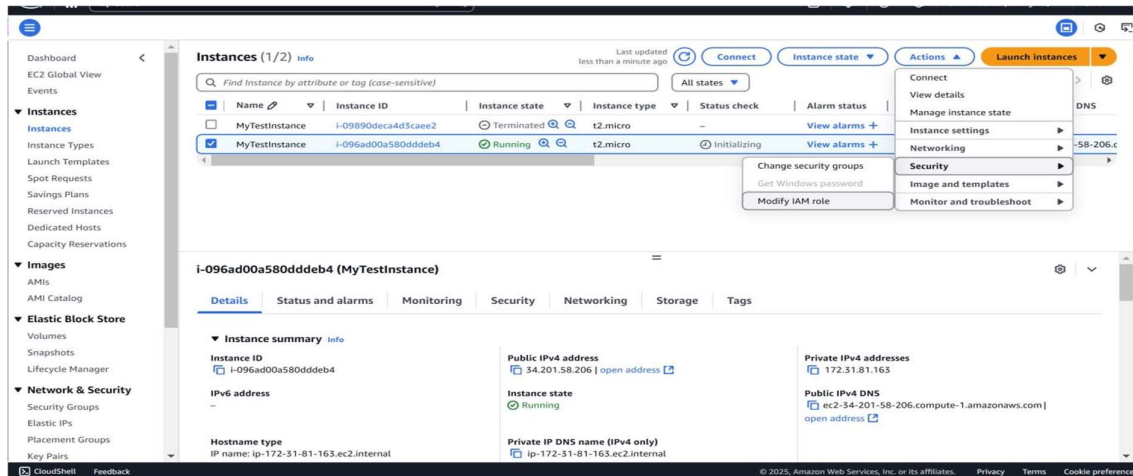 Dashboard
EC2 Global View
Events
Instances
Instances
Instance Types
Launch Templates
Spot Requests
Savings Plans
Reserved Instances
Dedicated Hosts
Capacity Reservations
Images
AMIs
AMI Catalog
Elastic Block Store
Volumes
Snapshots
Lifecycle Manager
Network & Security
Security Groups
Elastic IPs
Placement Groups
Key Pairs
Instances (1/2) Info
Last updated
less than a minute ago
Connect
Instance state
Actions
Launch instances
Find Instance by attribute or tag (case-sensitive)
All states
Name Instance ID Instance state Instance type Status check Alarm status DNS
MyTestInstance i-09890deca4d3caee2 Terminated t2.micro – View alarms +
MyTestInstance i-096ad00a580dddeb4 Running t2.micro Initializing View alarms + -58-206.c
Connect
View details
Manage instance state
Instance settings
Networking
Security
Image and templates
Monitor and troubleshoot
Change security groups
Get Windows password
Modify IAM role
i-096ad00a580dddeb4 (MyTestInstance)
Details Status and alarms Monitoring Security Networking Storage Tags
Instance summary Info
Instance ID
i-096ad00a580dddeb4
Public IPv4 address
34.201.58.206 | open address
Private IPv4 addresses
172.31.81.163
IPv6 address
–
Instance state
Running
Public IPv4 DNS
ec2-34-201-58-206.compute-1.amazonaws.com |
open address
Hostname type
IP name: ip-172-31-81-163.ec2.internal
Private IP DNS name (IPv4 only)
ip-172-31-81-163.ec2.internal
CloudShell Feedback © 2025, Amazon Web Services, Inc. or its affiliates. Privacy Terms Cookie preference